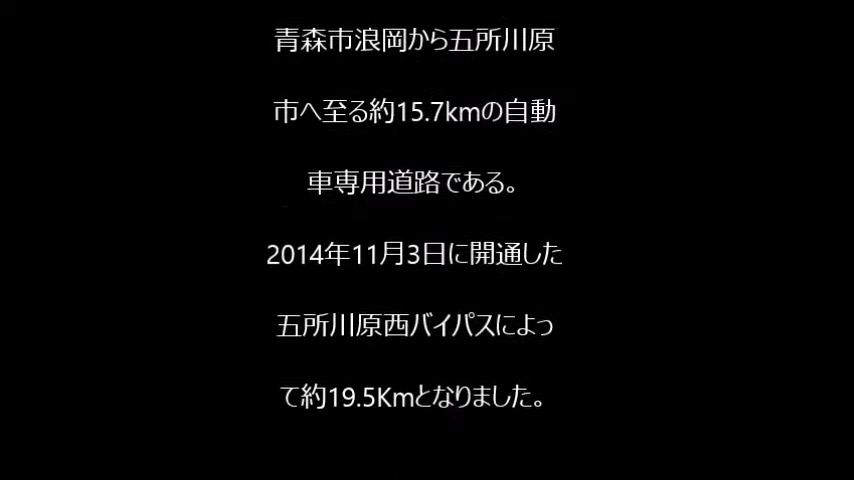 青森市浪岡から五所川原
市へ至る約15.7kmの自動
車専用道路である。
2014年11月3日に開通した
五所川原西バイパスによっ
て約19.5Kmとなりました。